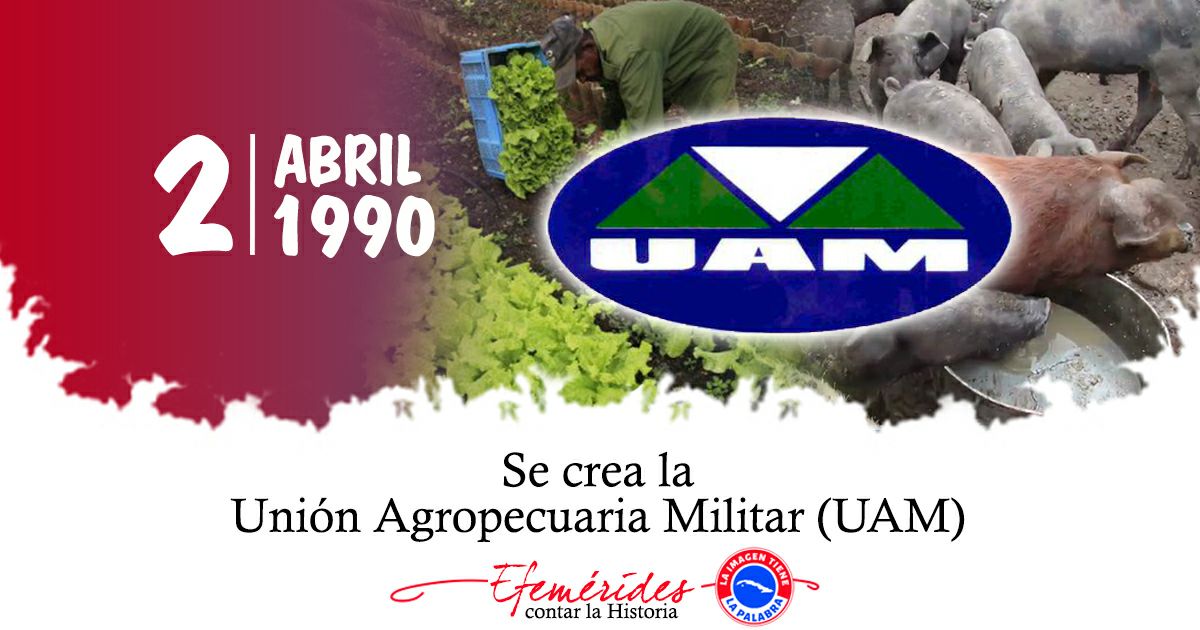 2 ABRIL
1990
UAM
Se crea la
Unión Agropecuaria Militar (UAM)
Efemérides
contar la Historia
LA IMAGEN TIENE
LA PALABRA